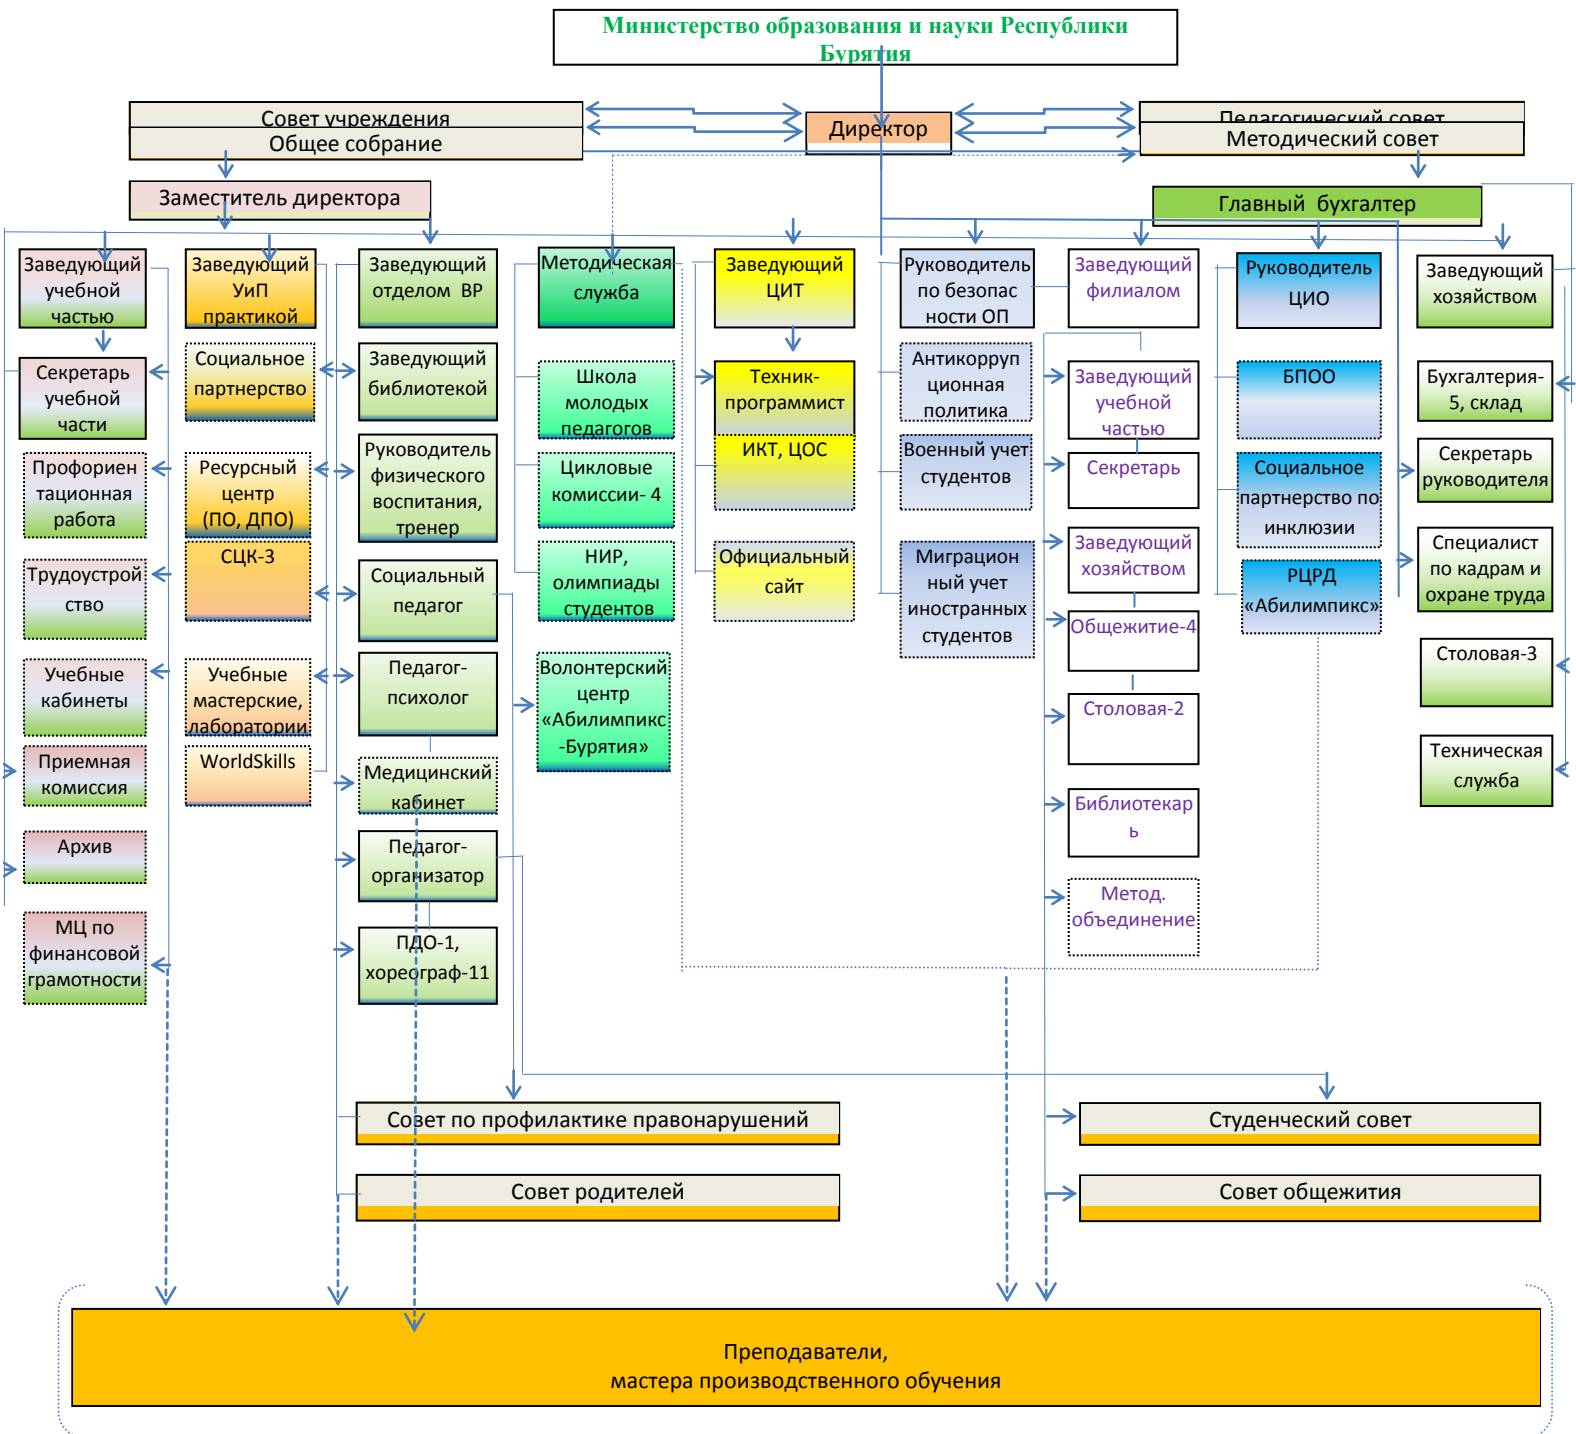 Министерство образования и науки Республики
Бурятия
Совет учреждения
Общее собрание
Директор
Педагогический совет
Методический совет
Заместитель директора
Главный бухгалтер
Заведующий
учебной
частью
Секретарь
учебной
части
Профориен
тационная
работа
Трудоустрой
ство
Учебные
кабинеты
Приемная
комиссия
Архив
МЦ по
финансовой
грамотности
Заведующий
УиП
практикой
Социальное
партнерство
Ресурсный
центр
(ПО, ДПО)
СЦК-3
Учебные
мастерские,
лаборатории
WorldSkills
Заведующий
отделом ВР
Заведующий
библиотекой
Руководитель
физического
воспитания,
тренер
Социальный
педагог
Педагог-
психолог
Медицинский
кабинет
Педагог-
организатор
ПДО-1,
хореограф-11
Методическая
служба
Школа
молодых
педагогов
Цикловые
комиссии- 4
НИР,
олимпиады
студентов
Волонтерский
центр
«Абилимпикс
-Бурятия»
Заведующий
ЦИТ
Техник-
программист
ИКТ, ЦОС
Официальный
сайт
Руководитель
по безопас
ности ОП
Антикорруп
ционная
политика
Военный учет
студентов
Миграцион
ный учет
иностранных
студентов
Заведующий
филиалом
Заведующий
учебной
частью
Секретарь
Заведующий
хозяйством
Общежитие-4
Столовая-2
Библиотекар
ь
Метод.
объединение
Руководитель
ЦИО
БПОО
Социальное
партнерство по
инклюзии
РЦРД
«Абилимпикс»
Заведующий
хозяйством
Бухгалтерия-
5, склад
Секретарь
руководителя
Специалист
по кадрам и
охране труда
Столовая-3
Техническая
служба
Совет по профилактике правонарушений
Студенческий совет
Совет родителей
Совет общежития
Преподаватели,
мастера производственного обучения